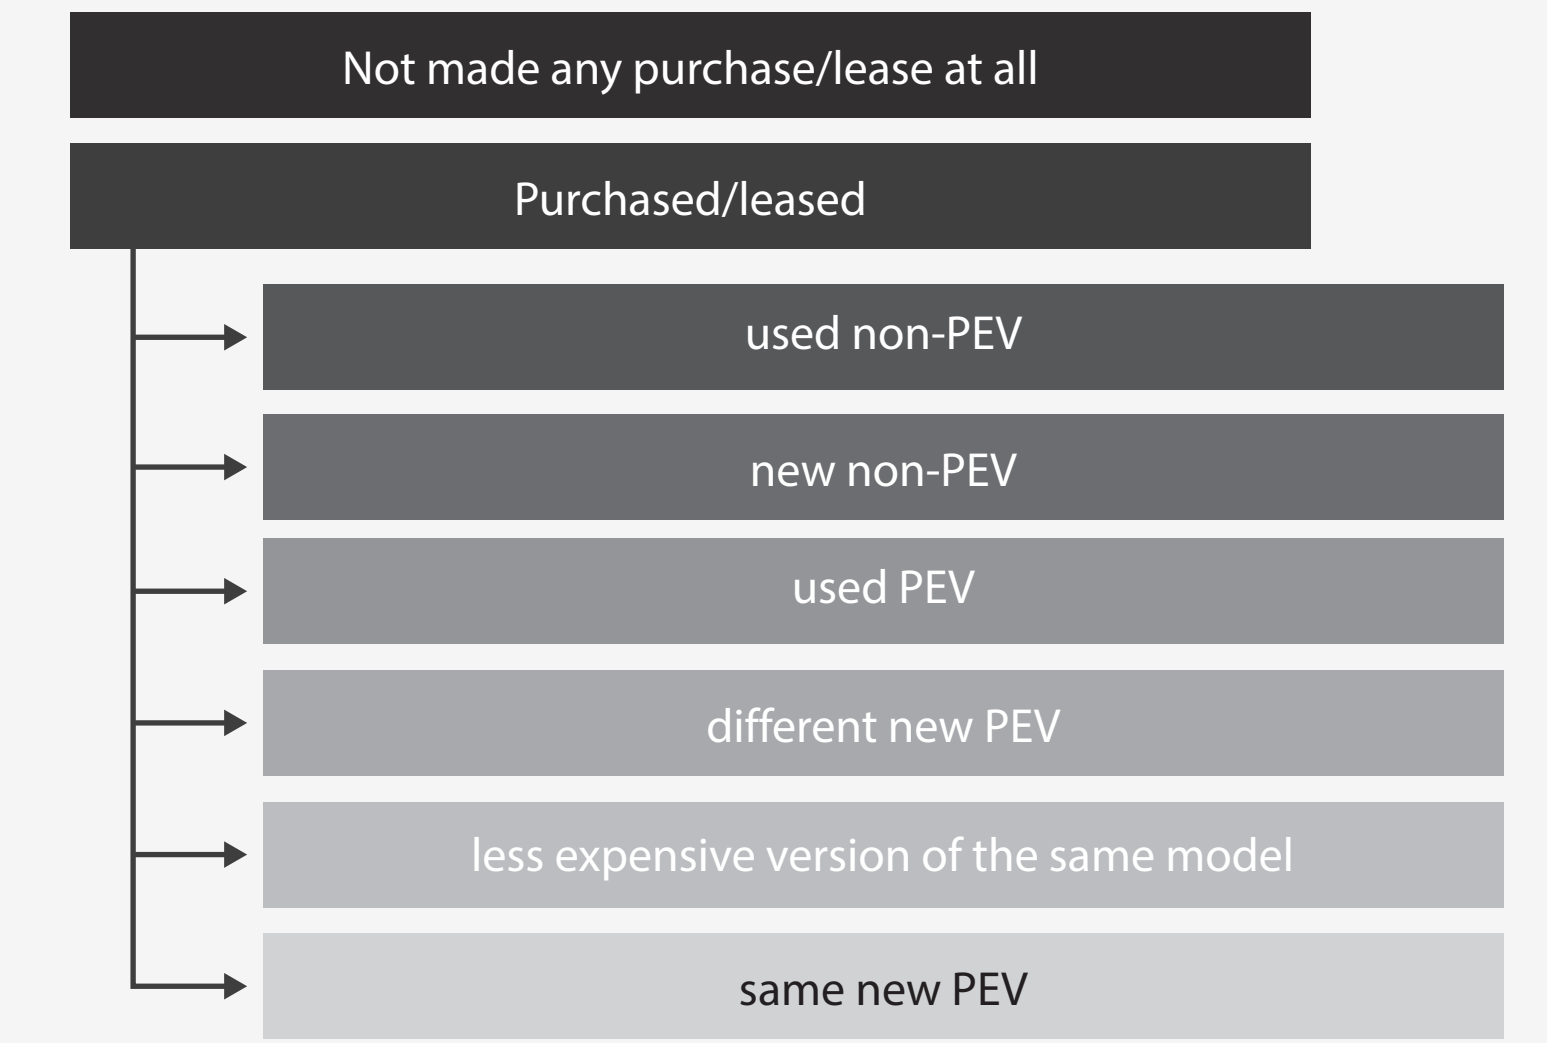 Not made any purchase/lease at all
Purchased/leased
used non-PEV
new non-PEV
used PEV
different new PEV
less expensive version of the same model
same new PEV